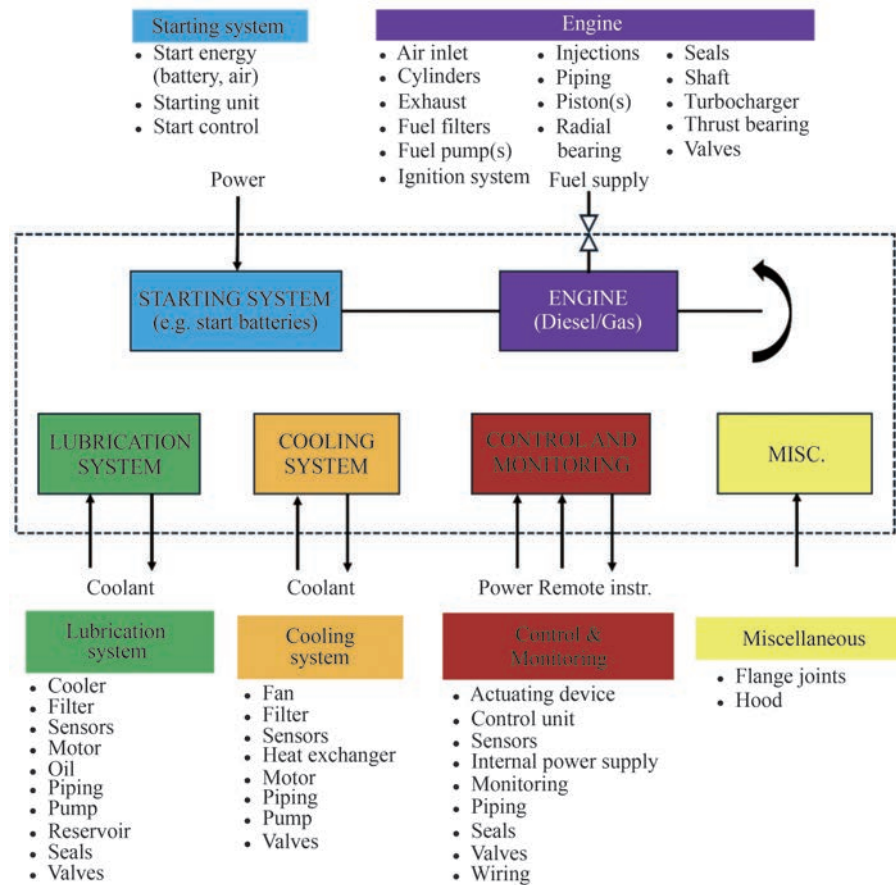 Starting system
• Start energy
(battery, air)
• Starting unit
• Start control
Engine
• Air inlet
• Cylinders
• Exhaust
• Fuel filters
• Fuel pump(s)
• Ignition system
• Injections
• Piping
• Piston(s)
• Radial
bearing
• Seals
• Shaft
• Turbocharger
• Thrust bearing
• Valves
Power
Fuel supply
STARTING SYSTEM
(e.g. start batteries)
ENGINE
(Diesel/Gas)
LUBRICATION
SYSTEM
COOLING
SYSTEM
CONTROL AND
MONITORING
MISC.
Coolant
Coolant
Power Remote instr.
Lubrication
system
• Cooler
• Filter
• Sensors
• Motor
• Oil
• Piping
• Pump
• Reservoir
• Seals
• Valves
Cooling
system
• Fan
• Filter
• Sensors
• Heat exchanger
• Motor
• Piping
• Pump
• Valves
Control &
Monitoring
• Actuating device
• Control unit
• Sensors
• Internal power supply
• Monitoring
• Piping
• Seals
• Valves
• Wiring
Miscellaneous
• Flange joints
• Hood